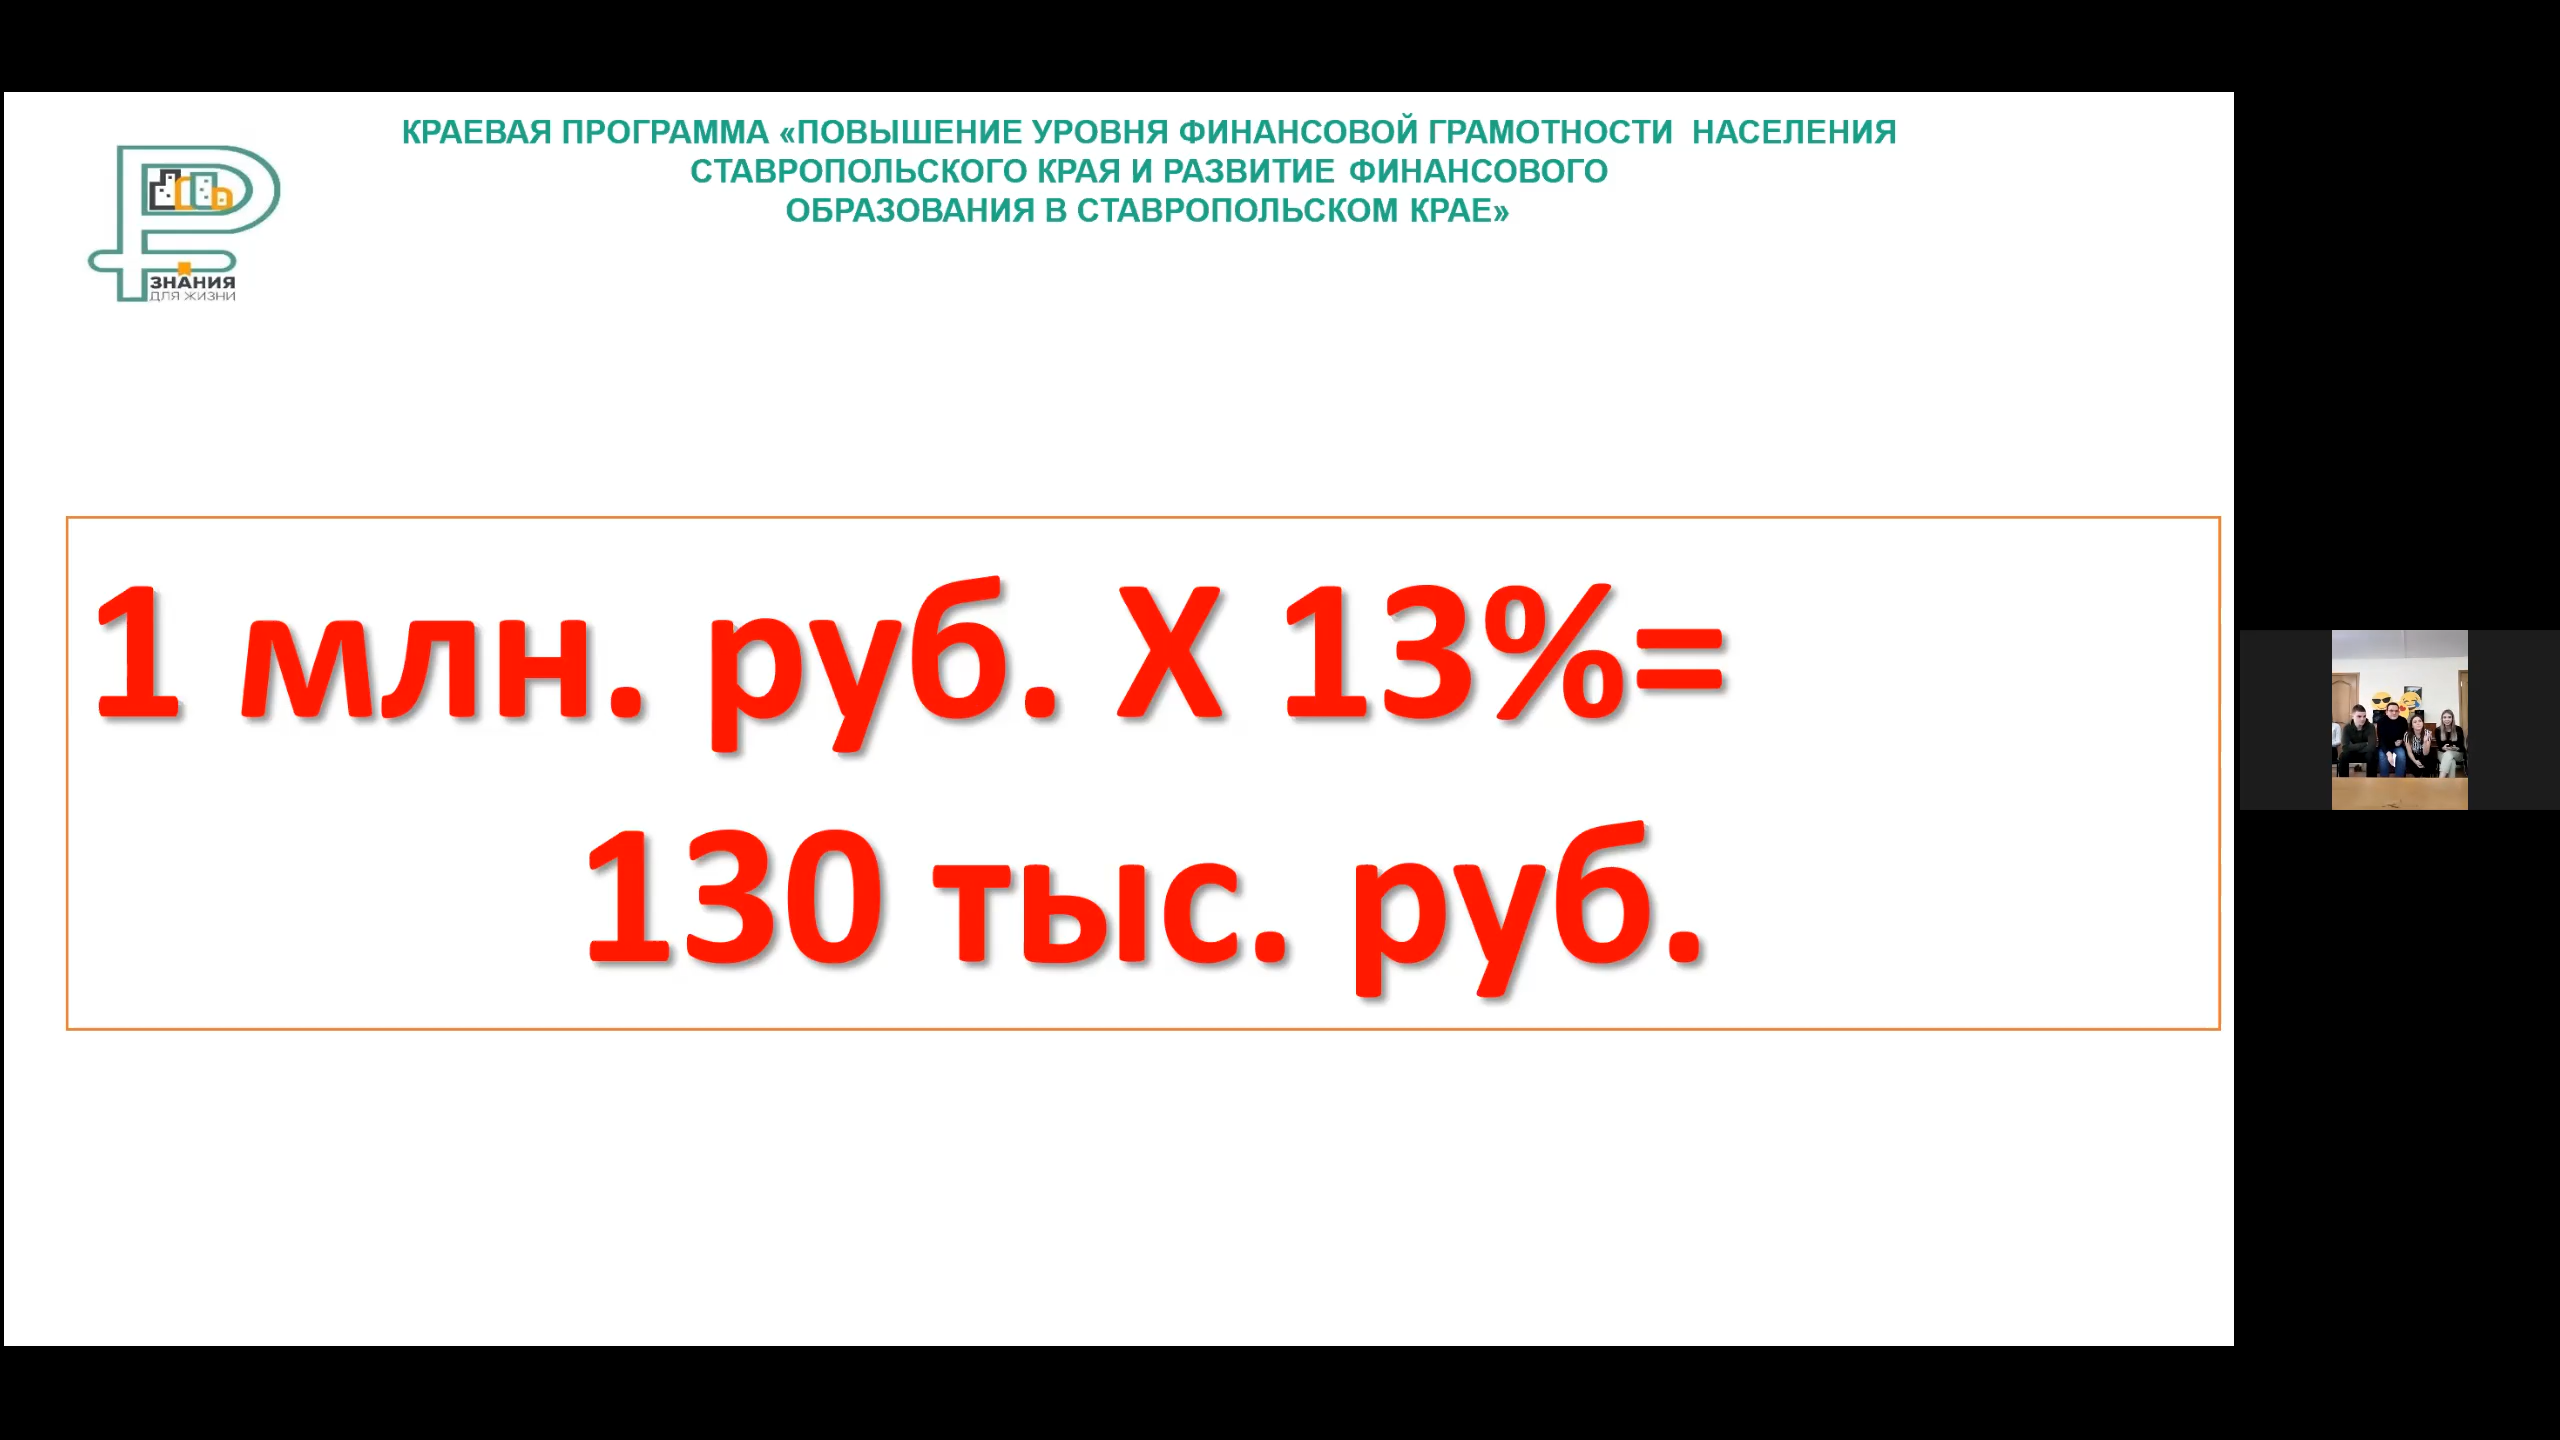 КРАЕВАЯ ПРОГРАММА «ПОВЫШЕНИЕ УРОВНЯ ФИНАНСОВОЙ ГРАМОТНОСТИ НАСЕЛЕНИЯ
СТАВРОПОЛЬСКОГО КРАЯ И РАЗВИТИЕ ФИНАНСОВОГО
ОБРАЗОВАНИЯ В СТАВРОПОЛЬСКОМ КРАЕ»
ЗНАНИЯ
ДЛЯ ЖИЗНИ
1 млн. руб. Х 13%=
130 тыс. руб.